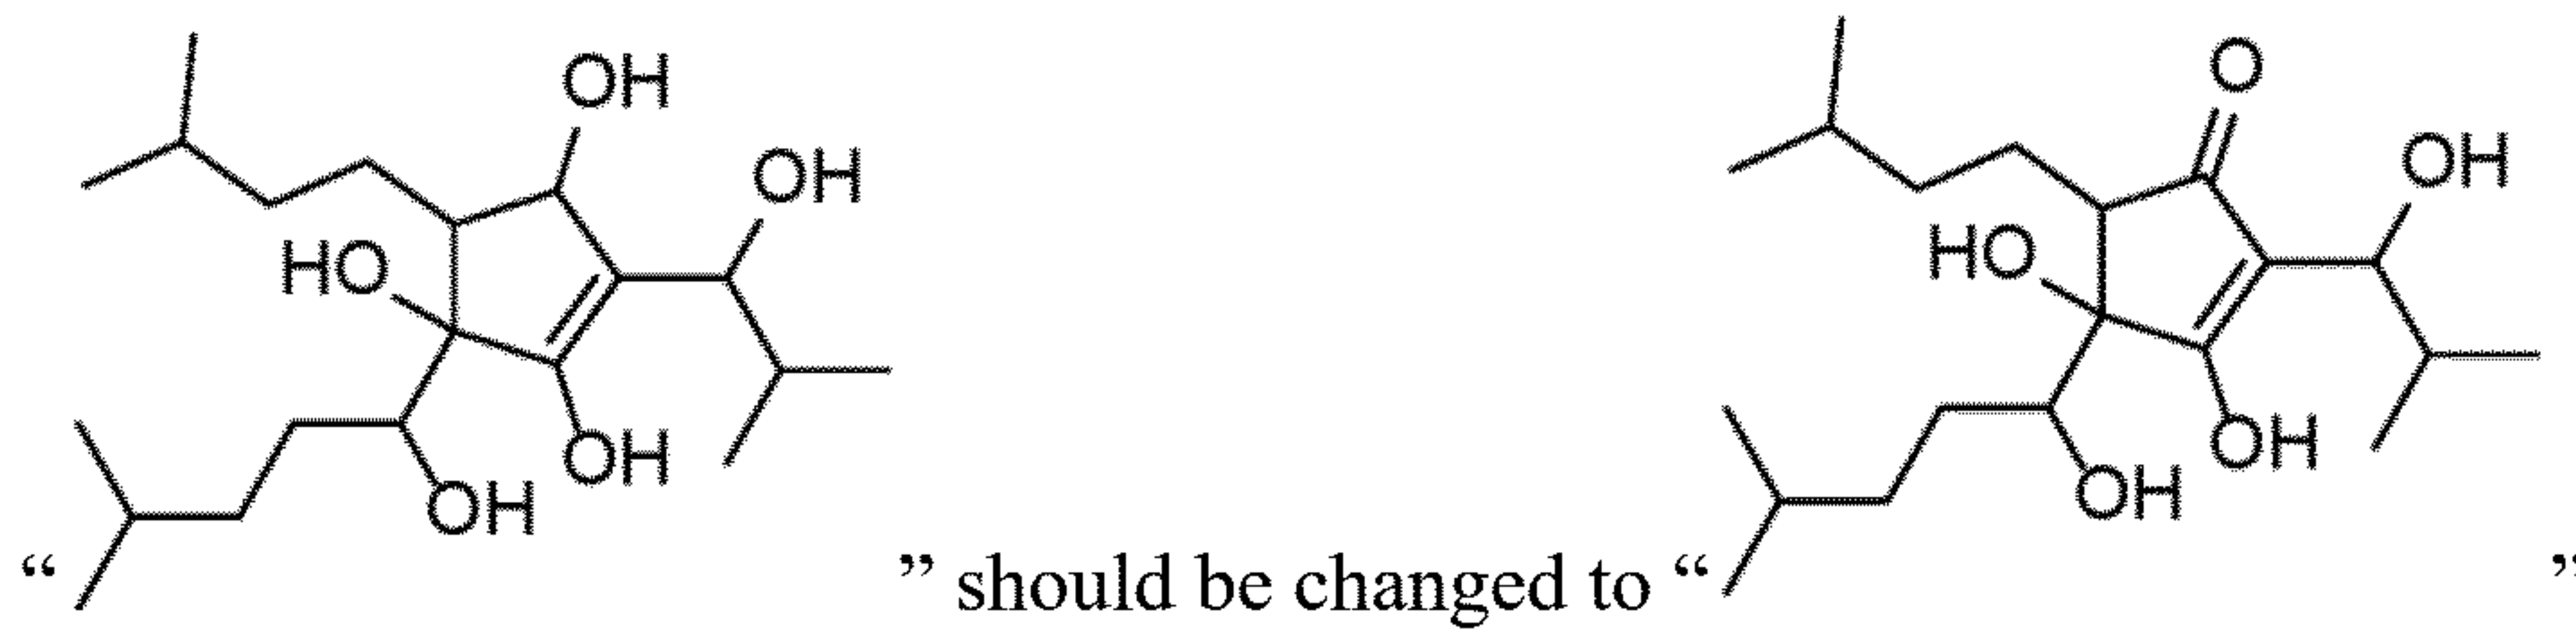 OH
OH
HO
OH
OH
O
OH
HO
OH
OH
“ ” should be changed to “ ”